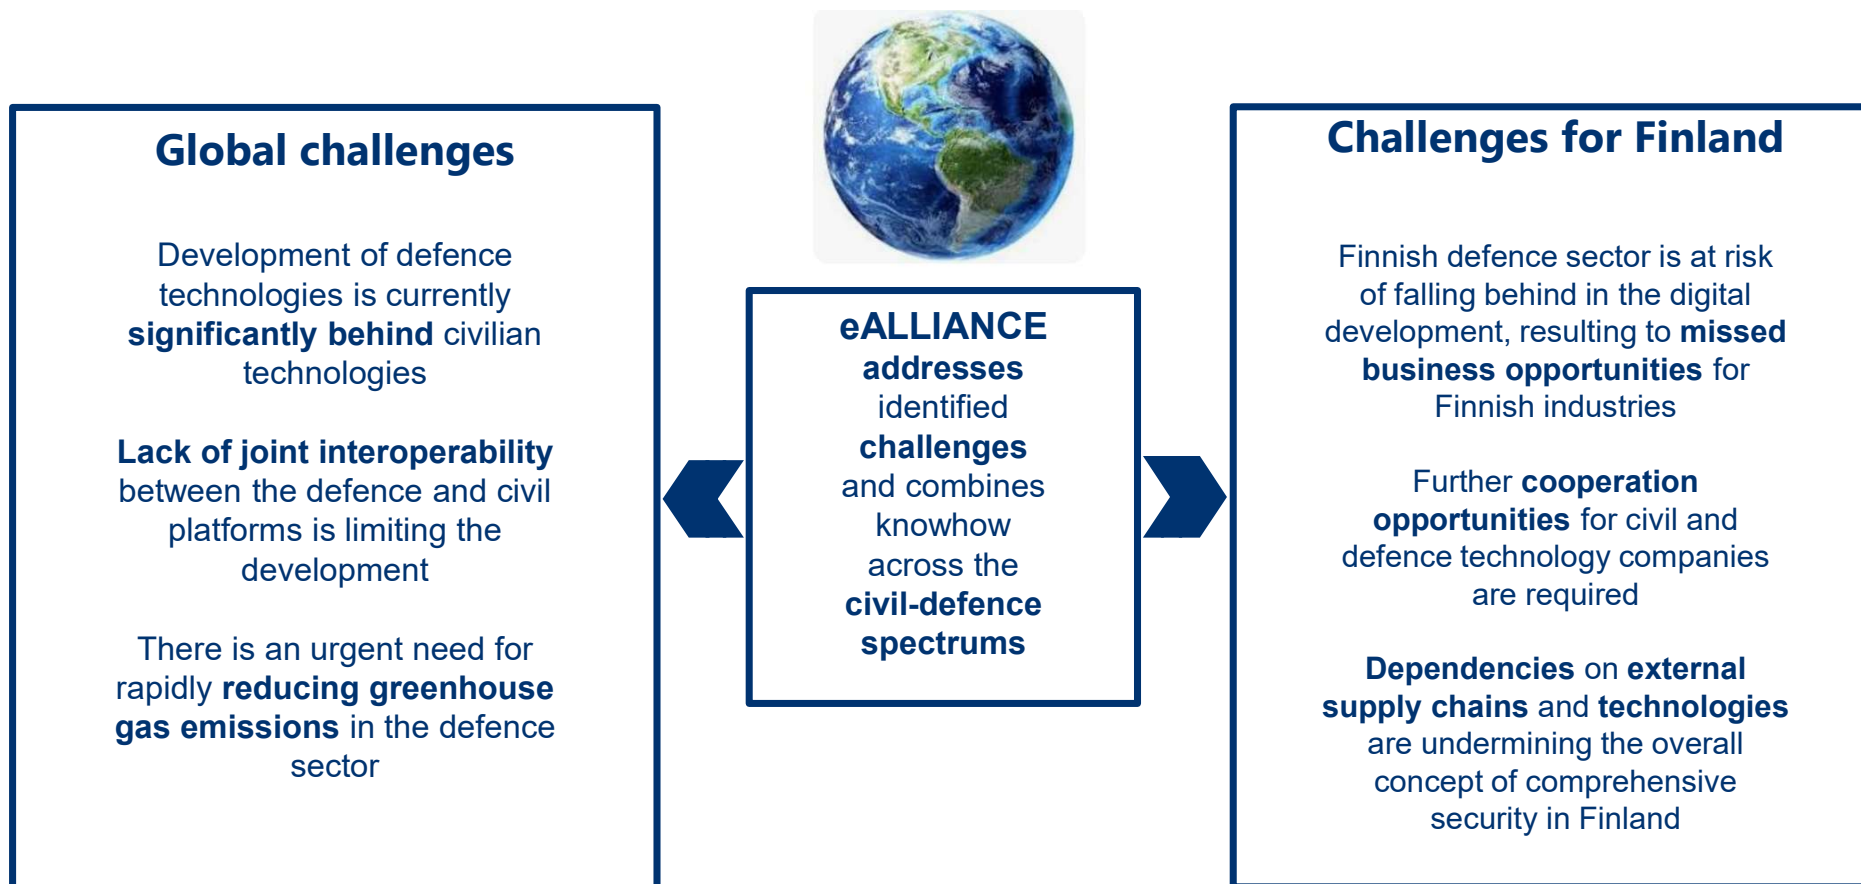 Global challenges
Development of defence
technologies is currently
significantly behind civilian
technologies
Lack of joint interoperability
between the defence and civil
platforms is limiting the
development
There is an urgent need for
rapidly reducing greenhouse
gas emissions in the defence
sector
eALLIANCE
addresses
identified
challenges
and combines
knowhow
across the
civil-defence
spectrums
Challenges for Finland
Finnish defence sector is at risk
of falling behind in the digital
development, resulting to missed
business opportunities for
Finnish industries
Further cooperation
opportunities for civil and
defence technology companies
are required
Dependencies on external
supply chains and technologies
are undermining the overall
concept of comprehensive
security in Finland